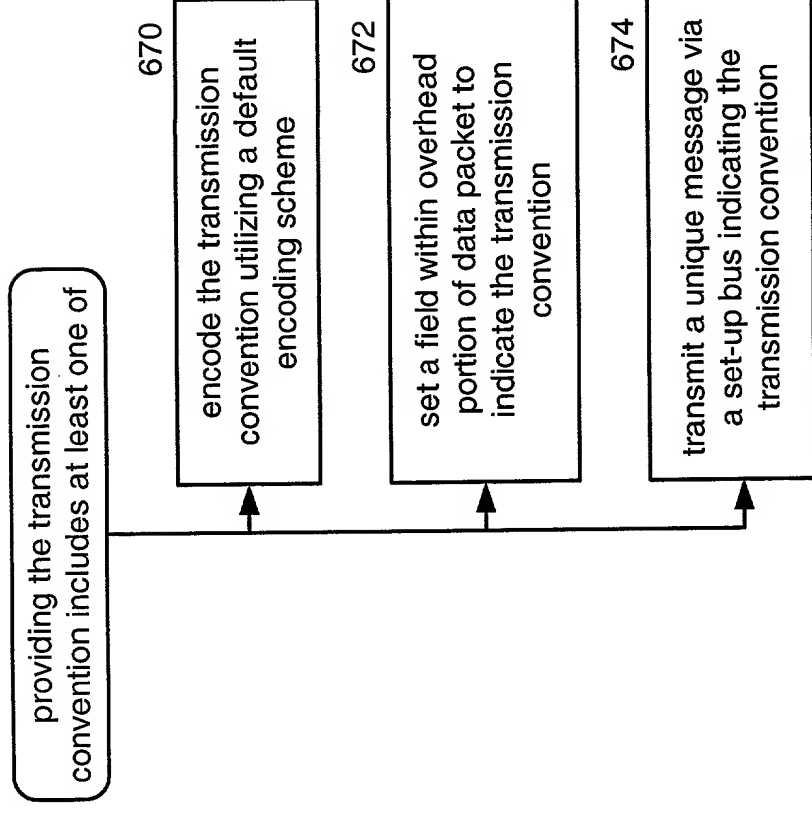 providing the transmission
convention includes at least one of
670
encode the transmission
convention utilizing a default
encoding scheme
672
set a field within overhead
portion of data packet to
indicate the transmission
convention
674
transmit a unique message via
a set-up bus indicating the
transmission convention